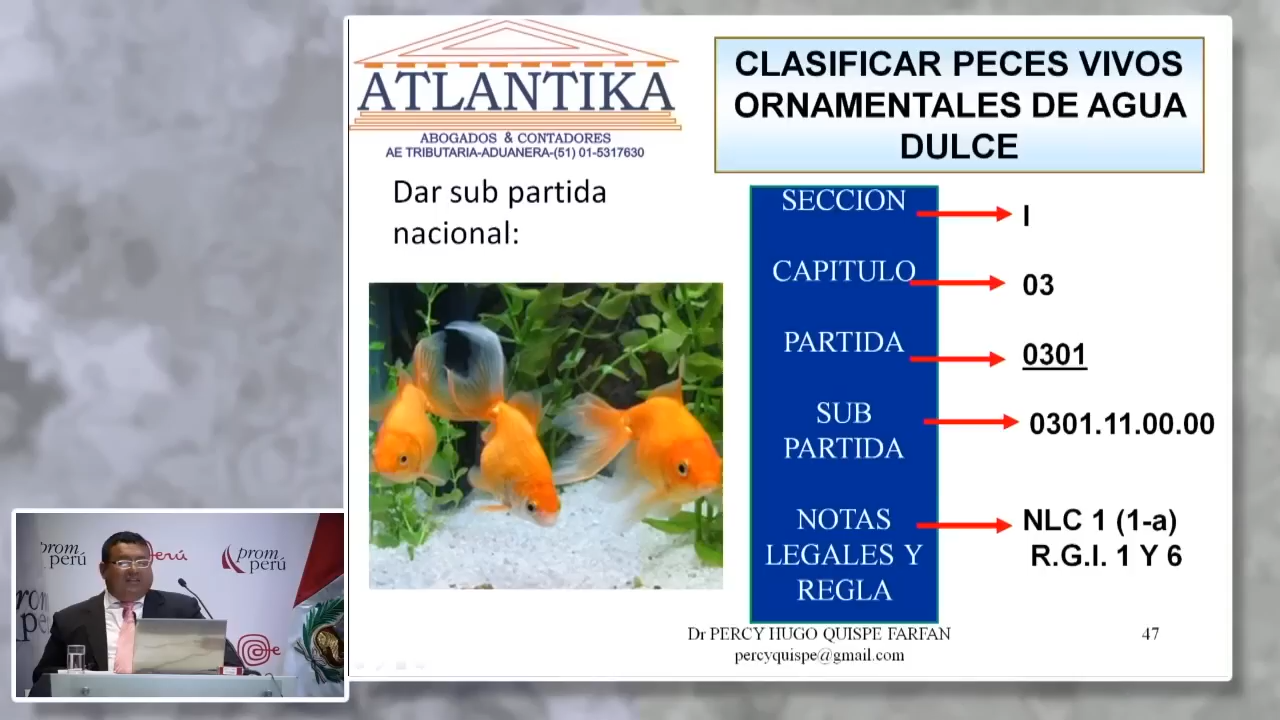 ATLANTIKA
ABOGADOS & CONTADORES
AE TRIBUTARIA-ADUANERA-(51) 01-5317630
CLASIFICAR PECES VIVOS
ORNAMENTALES DE AGUA
DULCE
Dar sub partida
nacional:
SECCION
I
CAPITULO
03
PARTIDA
0301
SUB
PARTIDA
0301.11.00.00
NOTAS
LEGALES Y
REGLA
NLC 1 (1-a)
R.G.I. 1 Y 6
Dr PERCY HUGO QUISPE FARFAN
percyquispe@gmail.com
47
prom
perú
Perú
prom
perú